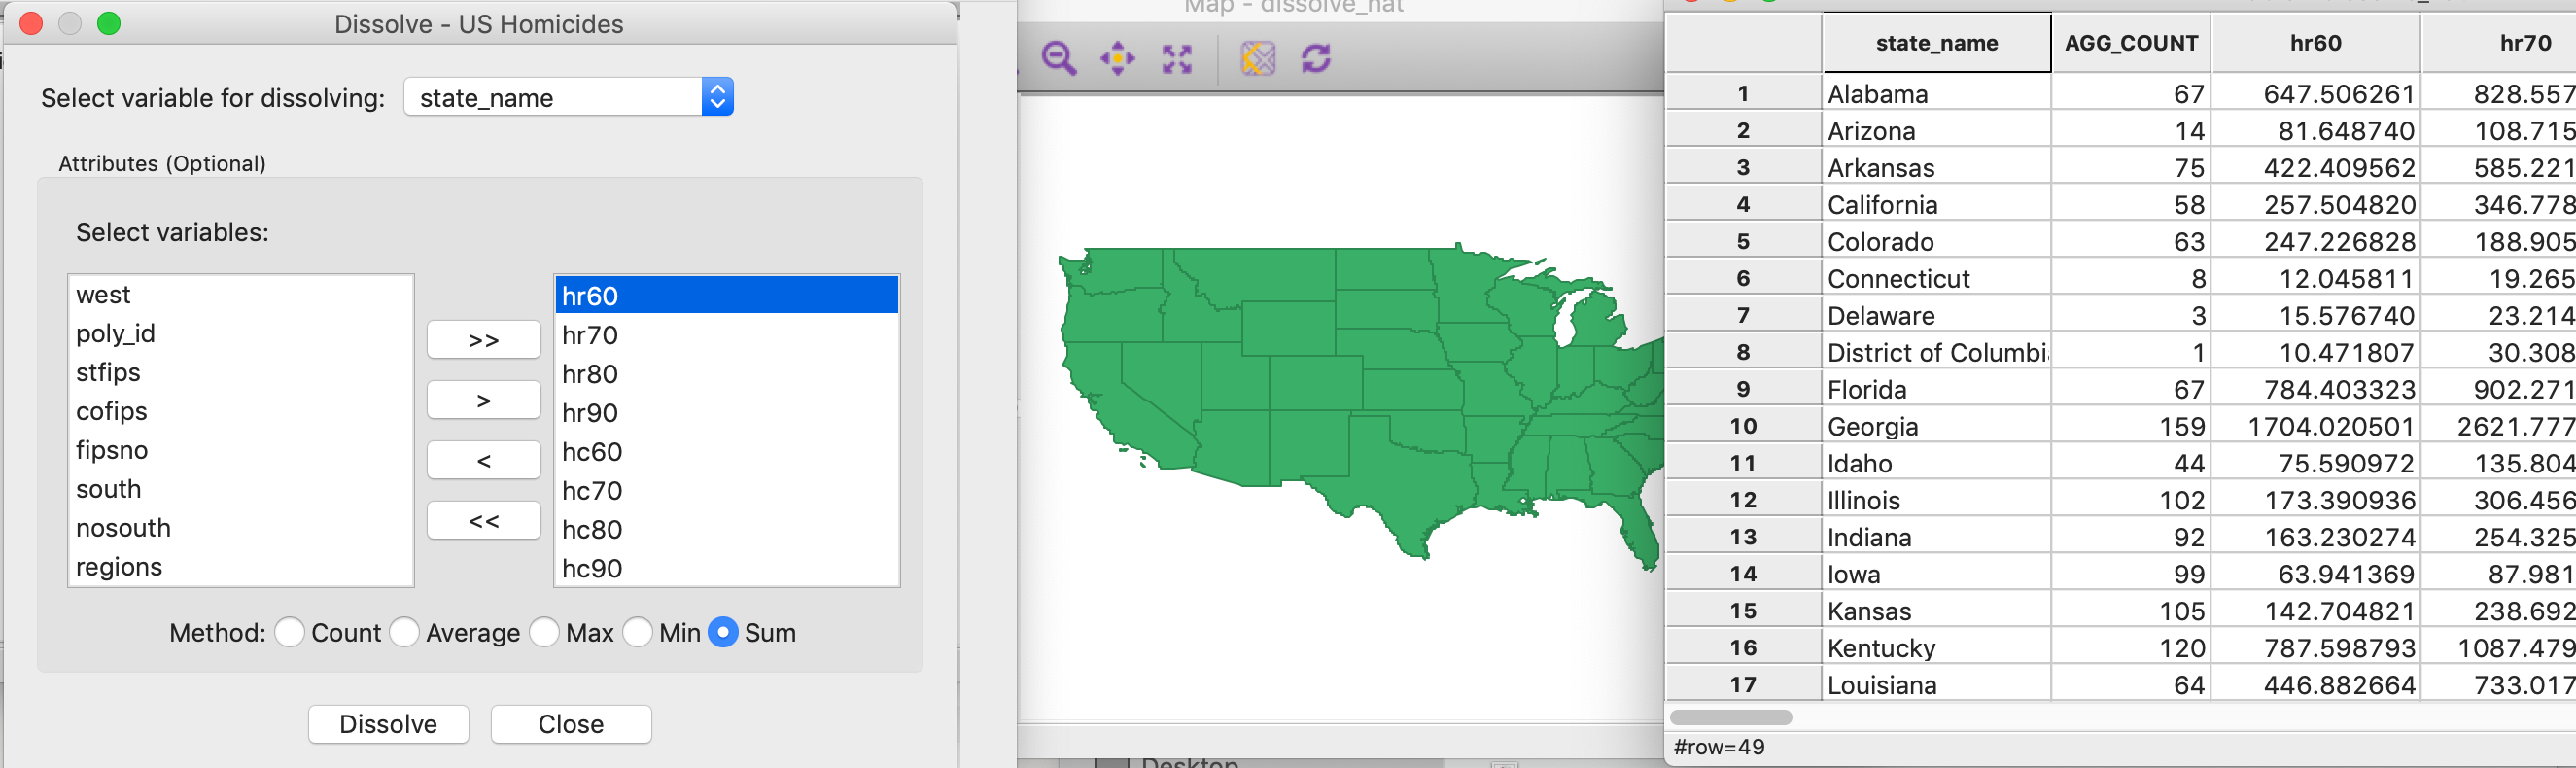 Dissolve - US Homicides
Select variable for dissolving: state_name
Attributes (Optional)
Select variables:
west
poly_id
stfips
cofips
fipsno
south
nosouth
regions
>>
>
<
<<
hr60
hr70
hr80
hr90
hc60
hc70
hc80
hc90
Method: Count Average Max Min Sum
Dissolve Close
Map - dissolve_nat
Desktop
state_name AGG_COUNT hr60 hr70
1 Alabama 67 647.506261 828.557
2 Arizona 14 81.648740 108.715
3 Arkansas 75 422.409562 585.221
4 California 58 257.504820 346.778
5 Colorado 63 247.226828 188.905
6 Connecticut 8 12.045811 19.265
7 Delaware 3 15.576740 23.214
8 District of Columbi 1 10.471807 30.308
9 Florida 67 784.403323 902.271
10 Georgia 159 1704.020501 2621.777
11 Idaho 44 75.590972 135.804
12 Illinois 102 173.390936 306.456
13 Indiana 92 163.230274 254.325
14 Iowa 99 63.941369 87.981
15 Kansas 105 142.704821 238.692
16 Kentucky 120 787.598793 1087.479
17 Louisiana 64 446.882664 733.017
#row=49